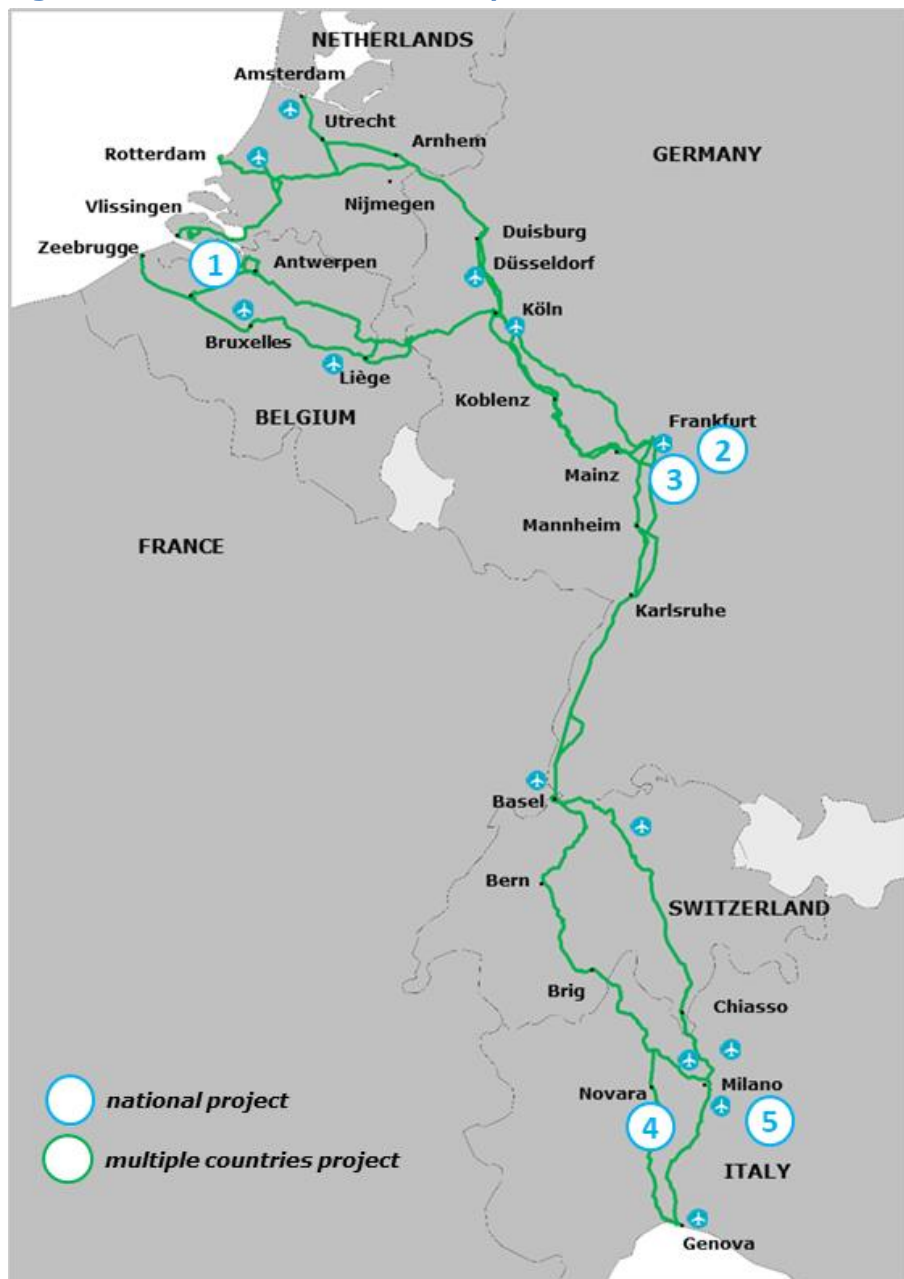 NETHERLANDS
Amsterdam
Utrecht
Arnhem
Rotterdam
GERMANY
Nijmegen
Vlissingen
Duisburg
Zeebrugge
1
Antwerpen
Düsseldorf
Köln
Bruxelles
Liège
Koblenz
BELGIUM
Frankfurt
2
Mainz
3
Mannheim
FRANCE
Karlsruhe
Basel
Bern
SWITZERLAND
Brig
Chiasso
Milano
Novara
national project
4
5
multiple countries project
ITALY
Genova